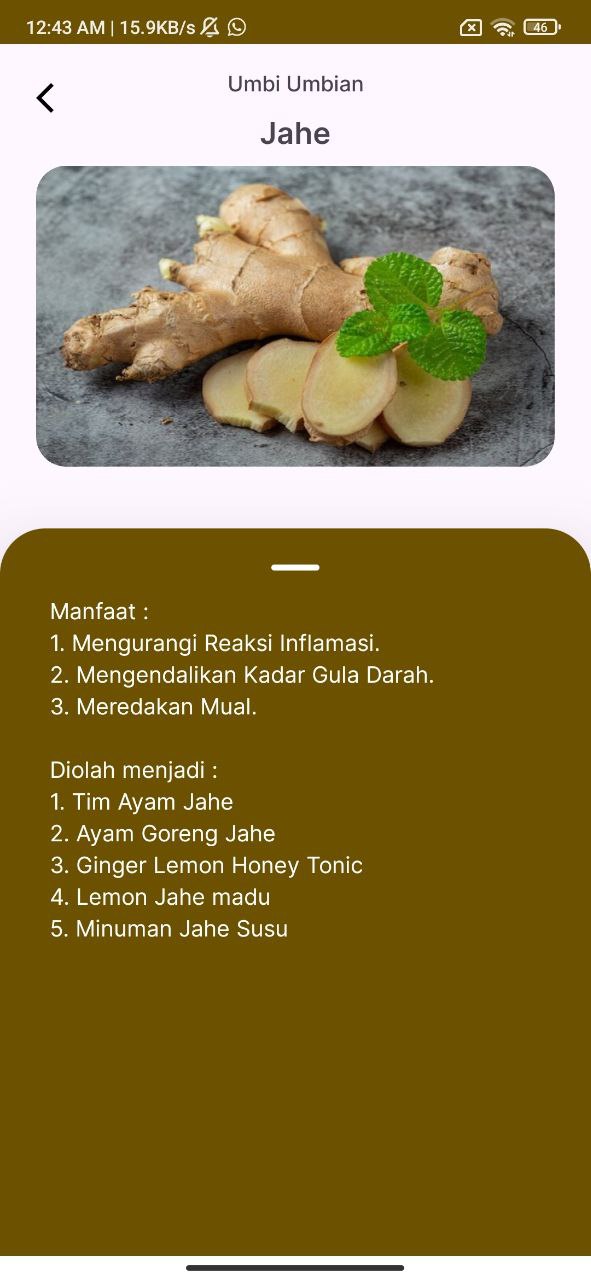 12:43 AM | 15.9KB/s
46
Umbi Umbian
Jahe
Manfaat :
1. Mengurangi Reaksi Inflamasi.
2. Mengendalikan Kadar Gula Darah.
3. Meredakan Mual.
Diolah menjadi :
1. Tim Ayam Jahe
2. Ayam Goreng Jahe
3. Ginger Lemon Honey Tonic
4. Lemon Jahe madu
5. Minuman Jahe Susu